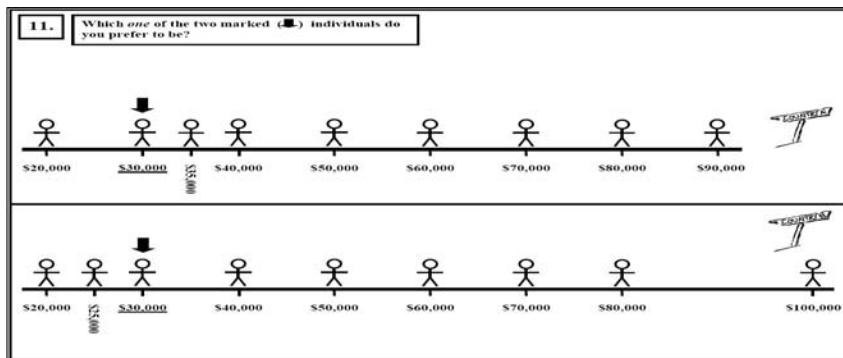 11.
Which one of the two marked (🡇) individuals do
you prefer to be?
$20,000 $30,000 $35,000 $40,000 $50,000 $60,000 $70,000 $80,000 $90,000
$20,000 $25,000 $30,000 $40,000 $50,000 $60,000 $70,000 $80,000 $100,000